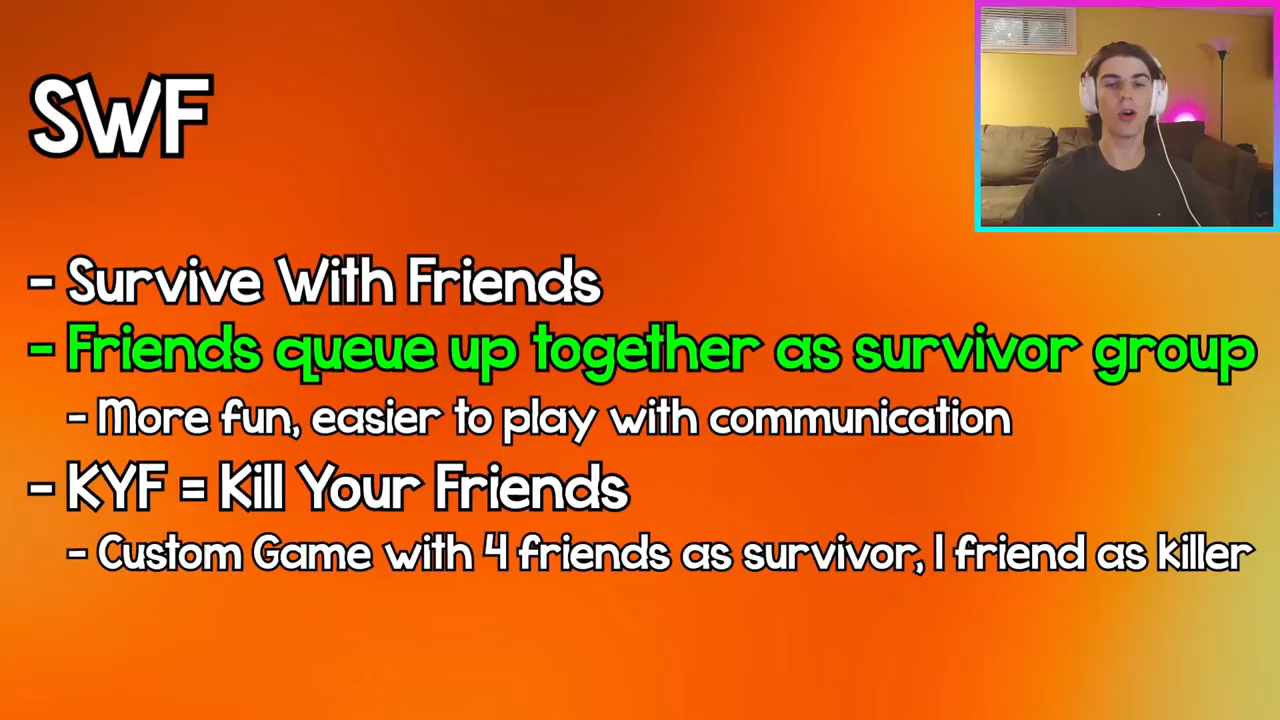 SWF
- Survive With Friends
- Friends queue up together as survivor group
- More fun, easier to play with communication
- KYF = Kill Your Friends
- Custom Game with 4 friends as survivor, 1 friend as killer